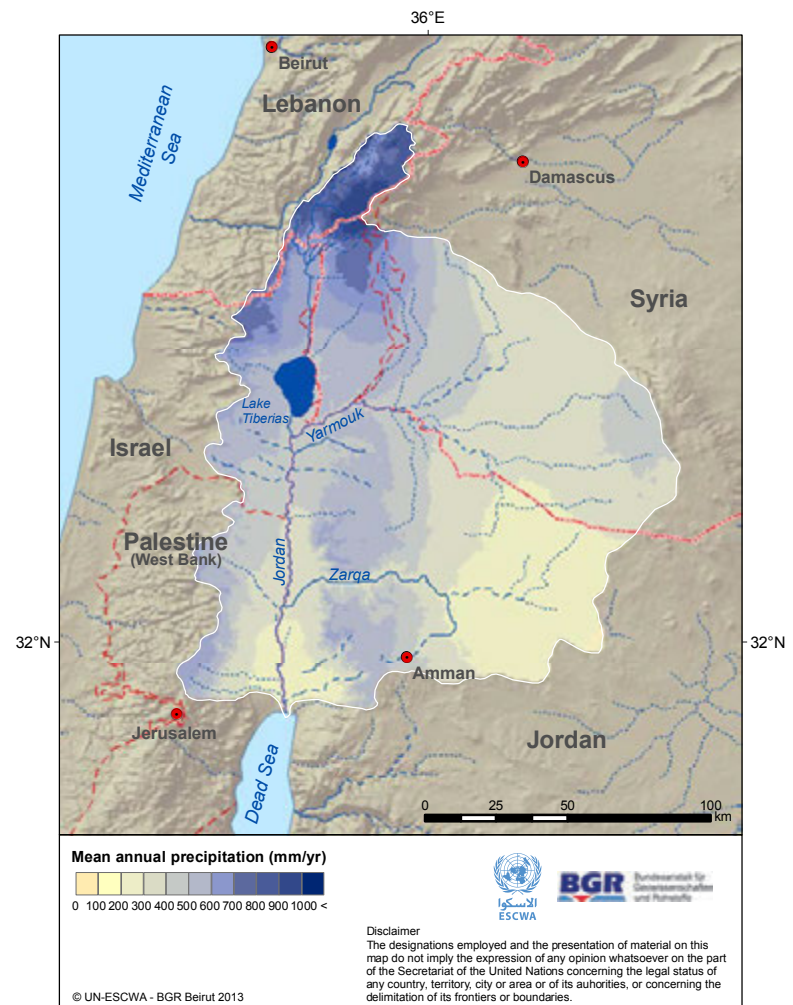 36°E
Beirut
Lebanon
Mediterranean
Sea
Damascus
Syria
Lake
Tiberias
Yarmouk
Israel
Palestine
(West Bank)
Jordan
Zarqa
32°N
32°N
Amman
Jerusalem
Jordan
Dead Sea
0 25 50 100
km
Mean annual precipitation (mm/yr)
0 100 200 300 400 500 600 700 800 900 1000 <
الاسكوا
ESCWA
BGR
Bundesanstalt für
Geowissenschaften
und Rohstoffe
Disclaimer
The designations employed and the presentation of material on this
map do not imply the expression of any opinion whatsoever on the part
of the Secretariat of the United Nations concerning the legal status of
any country, territory, city or area or of its auhorities, or concerning the
delimitation of its frontiers or boundaries.
© UN-ESCWA - BGR Beirut 2013